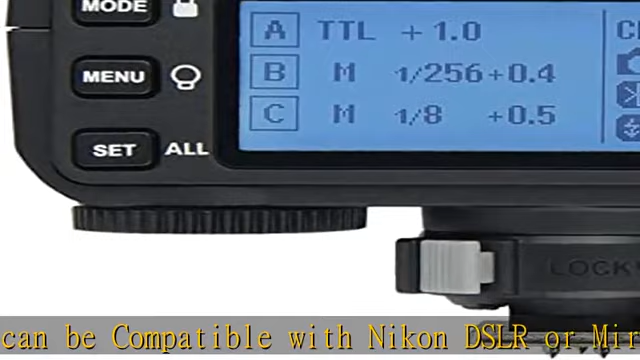 MODE
A TTL +1.0
B M 1/256+0.4
MENU
C M 1/8 +0.5
SET ALL
can be Compatible with Nikon DSLR or